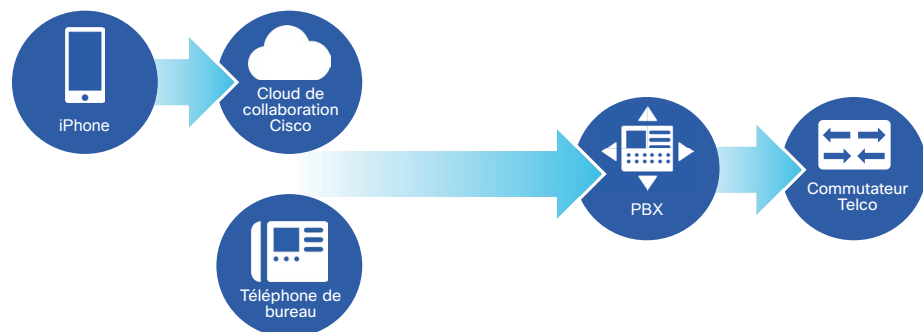 iPhone
Cloud de
collaboration
Cisco
Téléphone de
bureau
PBX
Commutateur
Telco